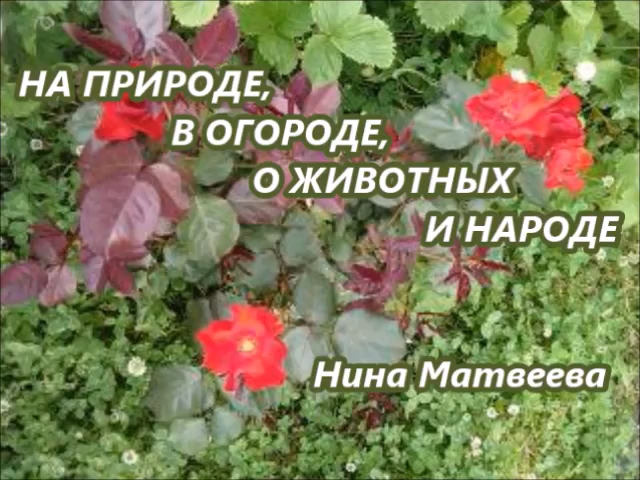 НА ПРИРОДЕ,
В ОГОРОДЕ,
О ЖИВОТНЫХ
И НАРОДЕ
Нина Матвеева